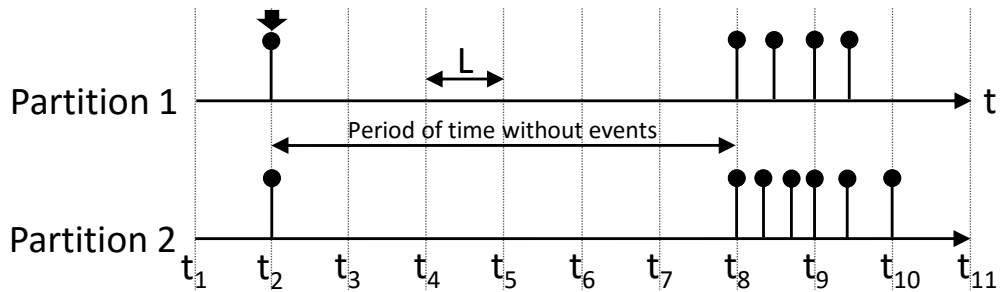 L
Partition 1
t
Period of time without events
Partition 2
t1 t2 t3 t4 t5 t6 t7 t8 t9 t10 t11